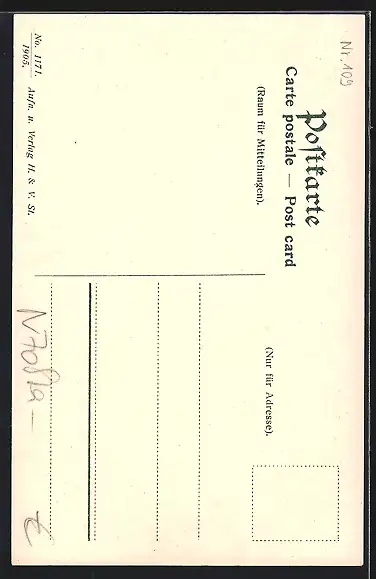 Nr. 109
Postkarte
Carte postale — Post card
(Raum für Mitteilungen).
(Nur für Adresse).
No. 1171. Aufn. u. Verlag H. & V. St.
1905.